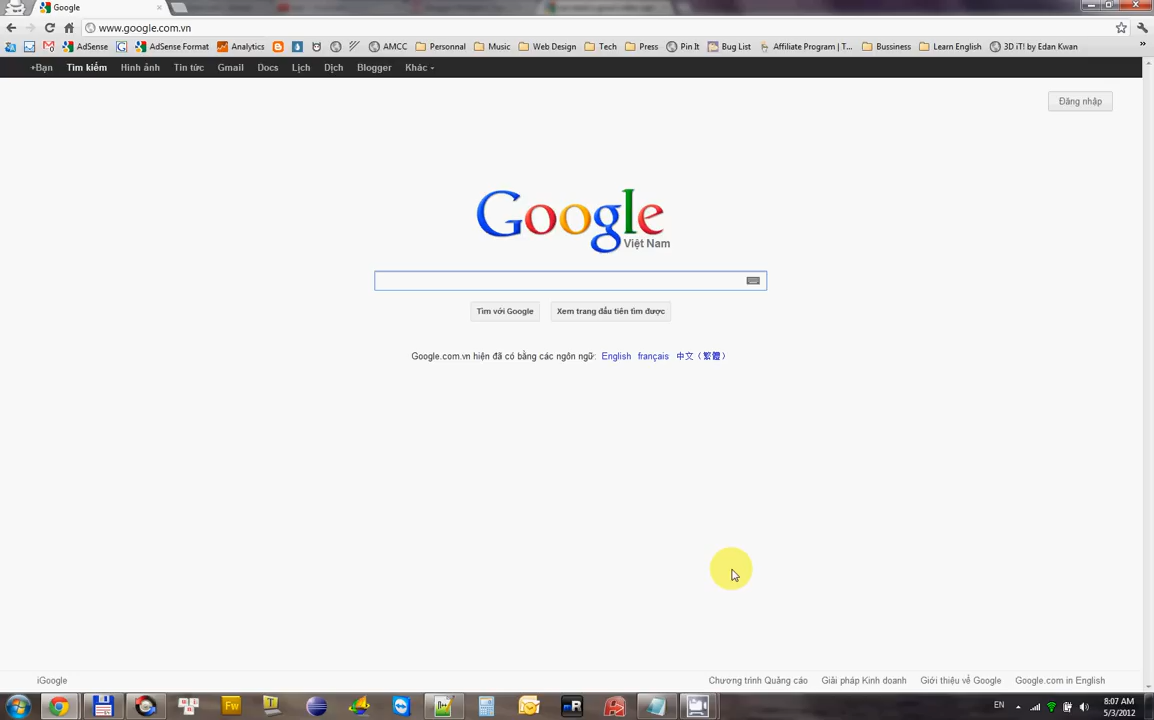 Google
www.google.com.vn
AdSense AdSense Format Analytics AMCC Personnal Music Web Design Tech Press Pin It Bug List Affiliate Program | T... Bussiness Learn English 3D iT! by Edan Kwan »
+Bạn Tìm kiếm Hình ảnh Tin tức Gmail Docs Lịch Dịch Blogger Khác
Đăng nhập
Google
Việt Nam
Tìm với Google Xem trang đầu tiên tìm được
Google.com.vn hiện đã có bằng các ngôn ngữ: English français 中文（繁體）
iGoogle Chương trình Quảng cáo Giải pháp Kinh doanh Giới thiệu về Google Google.com in English
Fw EN 8:07 AM
5/3/2012